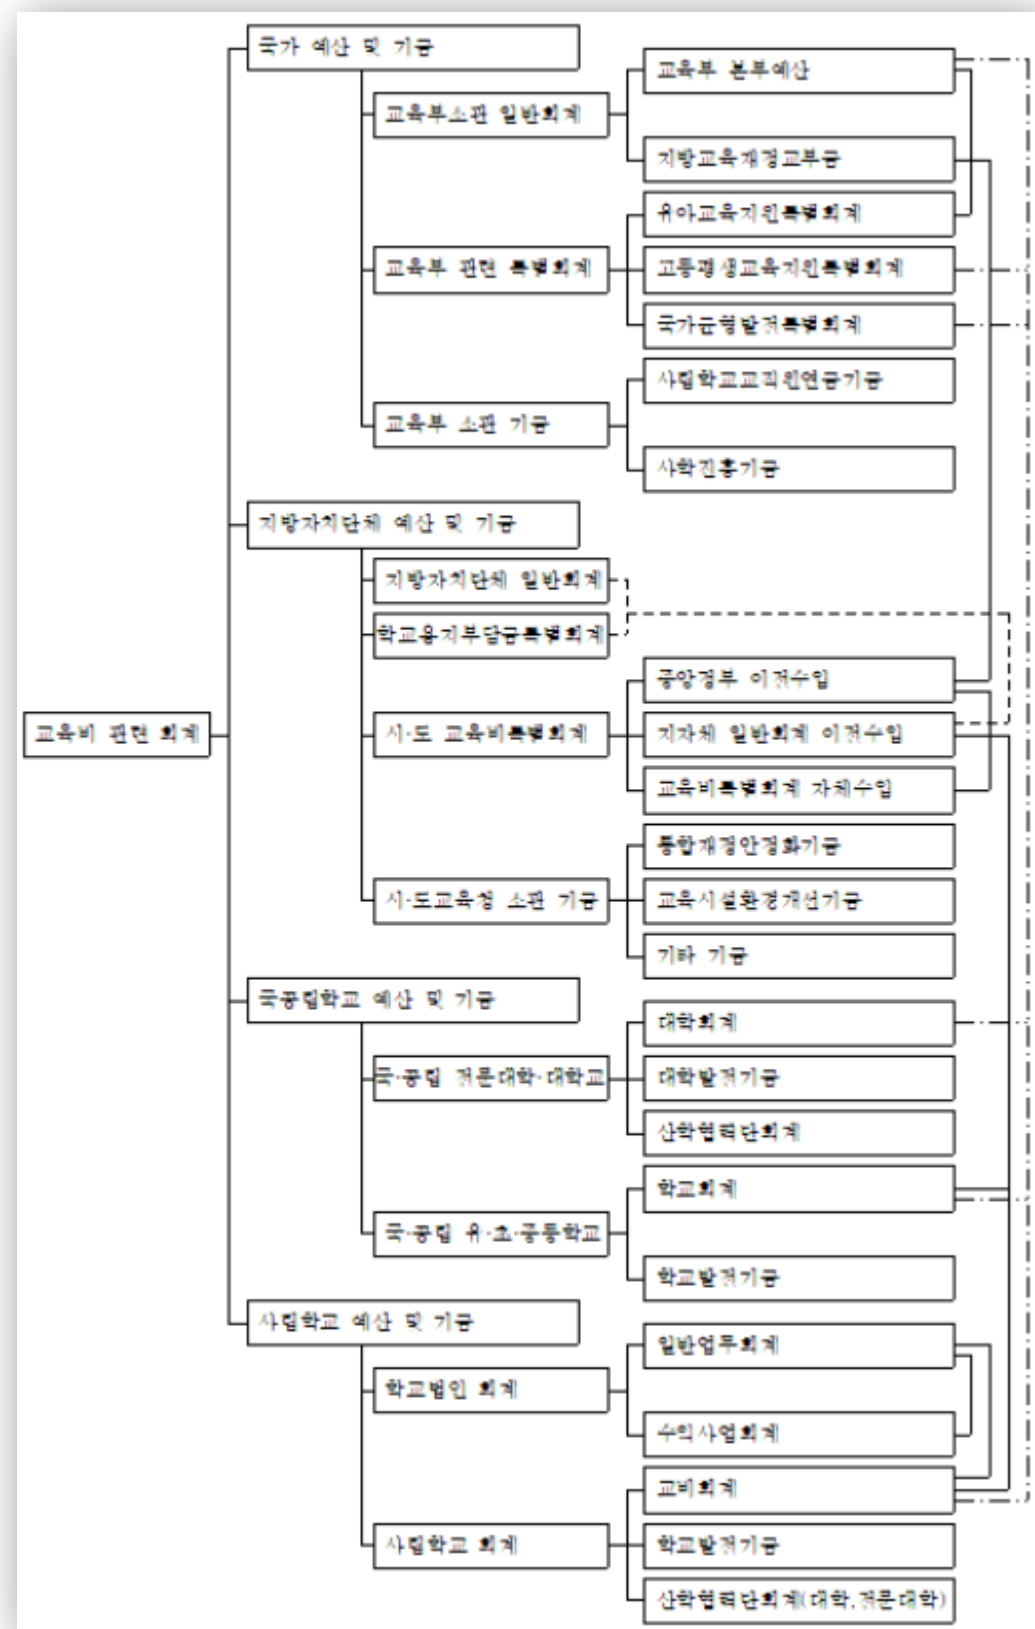 국가 예산 및 기금
교육부 본부예산
교육부소관 일반회계
지방교육재정교부금
유아교육지원특별회계
교육부 관련 특별회계
고등평생교육지원특별회계
국가균형발전특별회계
사립학교교직원연금기금
교육부 소관 기금
사학진흥기금
지방자치단체 예산 및 기금
지방자치단체 일반회계
학교용지부담금특별회계
중앙정부 이전수입
교육비 관련 회계
시·도 교육비특별회계
지자체 일반회계 이전수입
교육비특별회계 자체수입
통합재정안정화기금
시·도교육청 소관 기금
교육시설환경개선기금
기타 기금
국공립학교 예산 및 기금
대학회계
국·공립 전문대학·대학교
대학발전기금
산학협력단회계
학교회계
국·공립 유·초·중등학교
학교발전기금
사립학교 예산 및 기금
일반업무회계
학교법인 회계
수익사업회계
교비회계
사립학교 회계
학교발전기금
산학협력단회계(대학,전문대학)